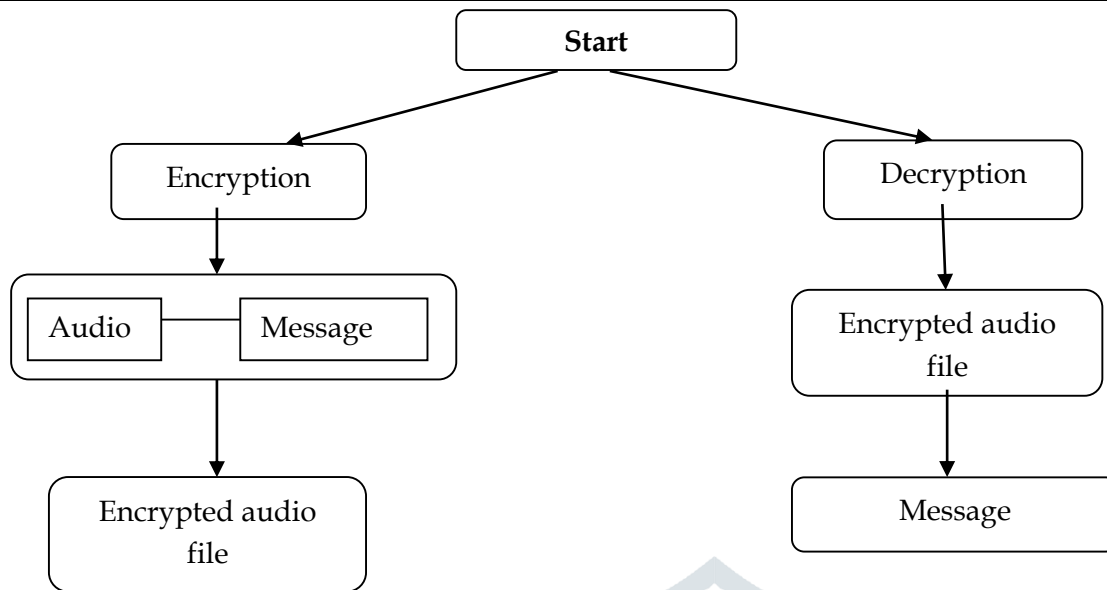 Start
Encryption
Decryption
Audio
Message
Encrypted audio
file
Encrypted audio
file
Message